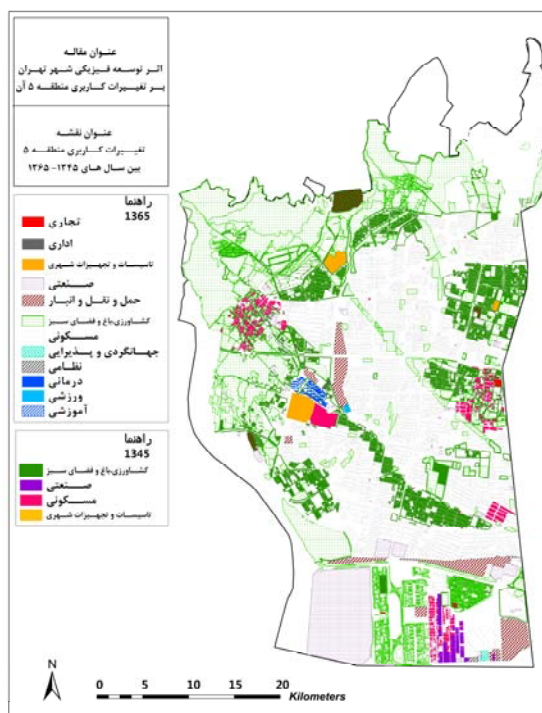 عنوان مقاله
اثر توسعه فیزیکی شهر تهران
بر تغییرات کاربری منطقه ۵ آن
عنوان نقشه
تغییرات کاربری منطقه ۵
بین سال های ۱۳۴۵- ۱۳۶۵
راهنما
1365
تجاری
اداری
تاسیسات و تجهیزات شهری
صنعتی
حمل و نقل و انبار
کشاورزی،باغ و فضای سبز
مسکونی
جهانگردی و پذیرایی
نظامی
درمانی
ورزشی
آموزشی
راهنما
1345
کشاورزی،باغ و فضای سبز
صنعتی
مسکونی
تاسیسات و تجهیزات شهری
N
0 5 10 15 20
Kilometers